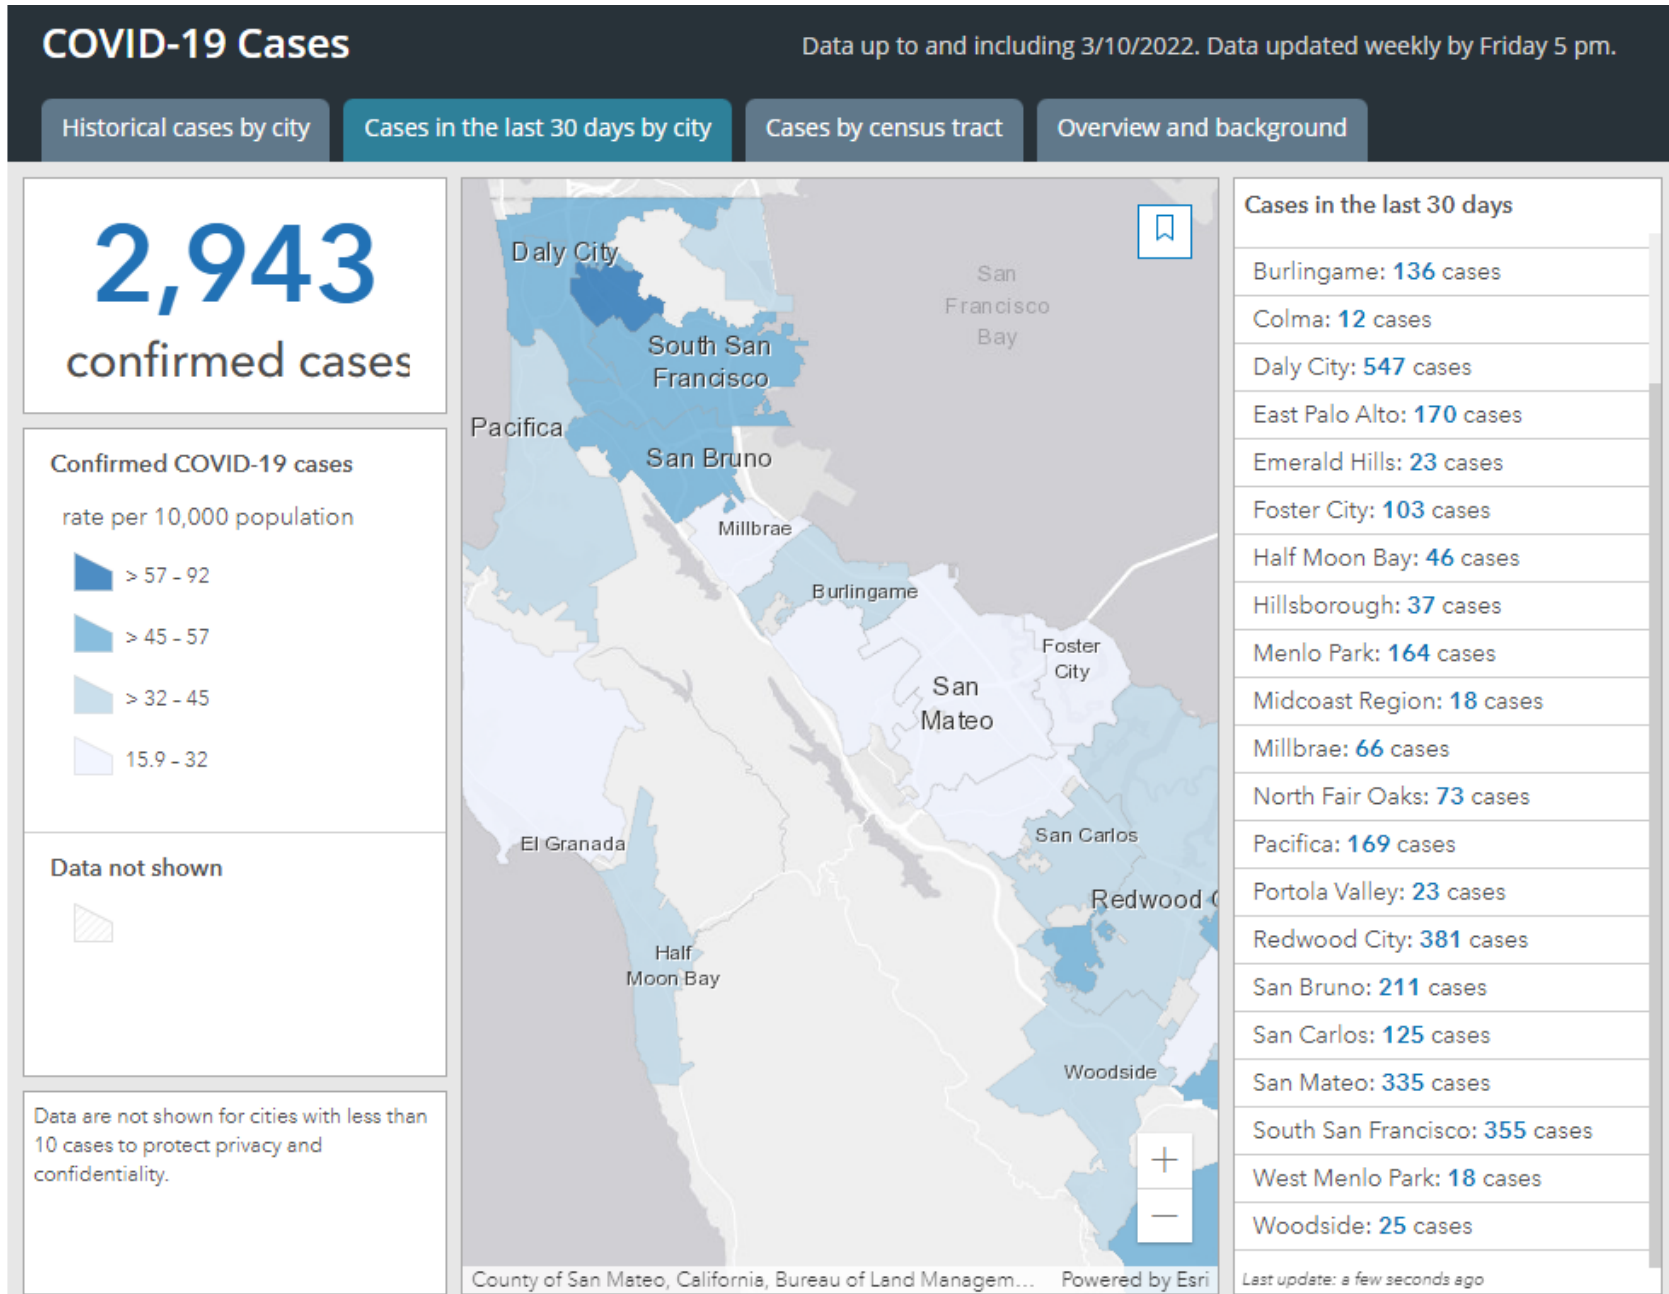 COVID-19 Cases
Data up to and including 3/10/2022. Data updated weekly by Friday 5 pm.
Historical cases by city
Cases in the last 30 days by city
Cases by census tract
Overview and background
2,943
confirmed cases
Confirmed COVID-19 cases
rate per 10,000 population
> 57 - 92
> 45 - 57
> 32 - 45
15.9 - 32
Data not shown
Data are not shown for cities with less than
10 cases to protect privacy and
confidentiality.
Daly City
San
Francisco
Bay
South San
Francisco
Pacifica
San Bruno
Millbrae
Burlingame
Foster
City
San
Mateo
El Granada
San Carlos
Redwood C
Half
Moon Bay
Woodside
County of San Mateo, California, Bureau of Land Managem...
Powered by Esri
Cases in the last 30 days
Burlingame: 136 cases
Colma: 12 cases
Daly City: 547 cases
East Palo Alto: 170 cases
Emerald Hills: 23 cases
Foster City: 103 cases
Half Moon Bay: 46 cases
Hillsborough: 37 cases
Menlo Park: 164 cases
Midcoast Region: 18 cases
Millbrae: 66 cases
North Fair Oaks: 73 cases
Pacifica: 169 cases
Portola Valley: 23 cases
Redwood City: 381 cases
San Bruno: 211 cases
San Carlos: 125 cases
San Mateo: 335 cases
South San Francisco: 355 cases
West Menlo Park: 18 cases
Woodside: 25 cases
Last update: a few seconds ago